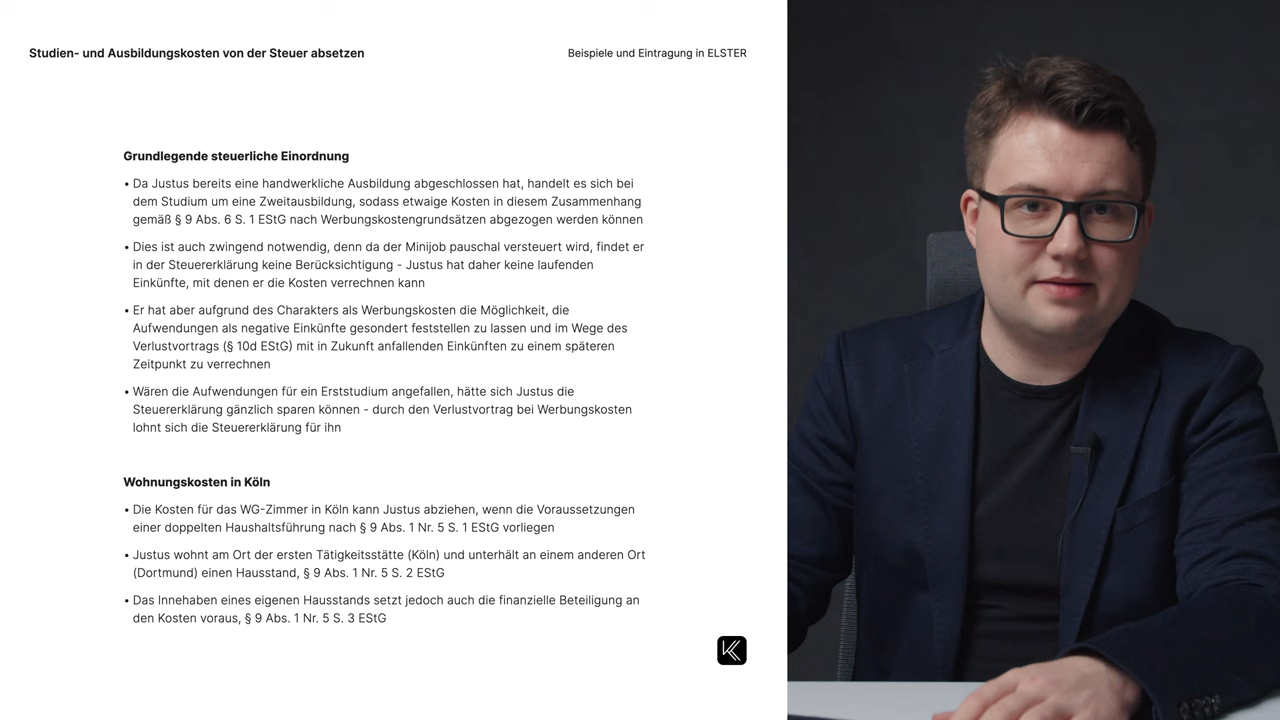 Studien- und Ausbildungskosten von der Steuer absetzen
Beispiele und Eintragung in ELSTER
Grundlegende steuerliche Einordnung
• Da Justus bereits eine handwerkliche Ausbildung abgeschlossen hat, handelt es sich bei
dem Studium um eine Zweitausbildung, sodass etwaige Kosten in diesem Zusammenhang
gemäß § 9 Abs. 6 S. 1 EStG nach Werbungskostengrundsätzen abgezogen werden können
• Dies ist auch zwingend notwendig, denn da der Minijob pauschal versteuert wird, findet er
in der Steuererklärung keine Berücksichtigung - Justus hat daher keine laufenden
Einkünfte, mit denen er die Kosten verrechnen kann
• Er hat aber aufgrund des Charakters als Werbungskosten die Möglichkeit, die
Aufwendungen als negative Einkünfte gesondert feststellen zu lassen und im Wege des
Verlustvortrags (§ 10d EStG) mit in Zukunft anfallenden Einkünften zu einem späteren
Zeitpunkt zu verrechnen
• Wären die Aufwendungen für ein Erststudium angefallen, hätte sich Justus die
Steuererklärung gänzlich sparen können - durch den Verlustvortrag bei Werbungskosten
lohnt sich die Steuererklärung für ihn
Wohnungskosten in Köln
• Die Kosten für das WG-Zimmer in Köln kann Justus abziehen, wenn die Voraussetzungen
einer doppelten Haushaltsführung nach § 9 Abs. 1 Nr. 5 S. 1 EStG vorliegen
• Justus wohnt am Ort der ersten Tätigkeitsstätte (Köln) und unterhält an einem anderen Ort
(Dortmund) einen Hausstand, § 9 Abs. 1 Nr. 5 S. 2 EStG
• Das Innehaben eines eigenen Hausstands setzt jedoch auch die finanzielle Beteiligung an
den Kosten voraus, § 9 Abs. 1 Nr. 5 S. 3 EStG